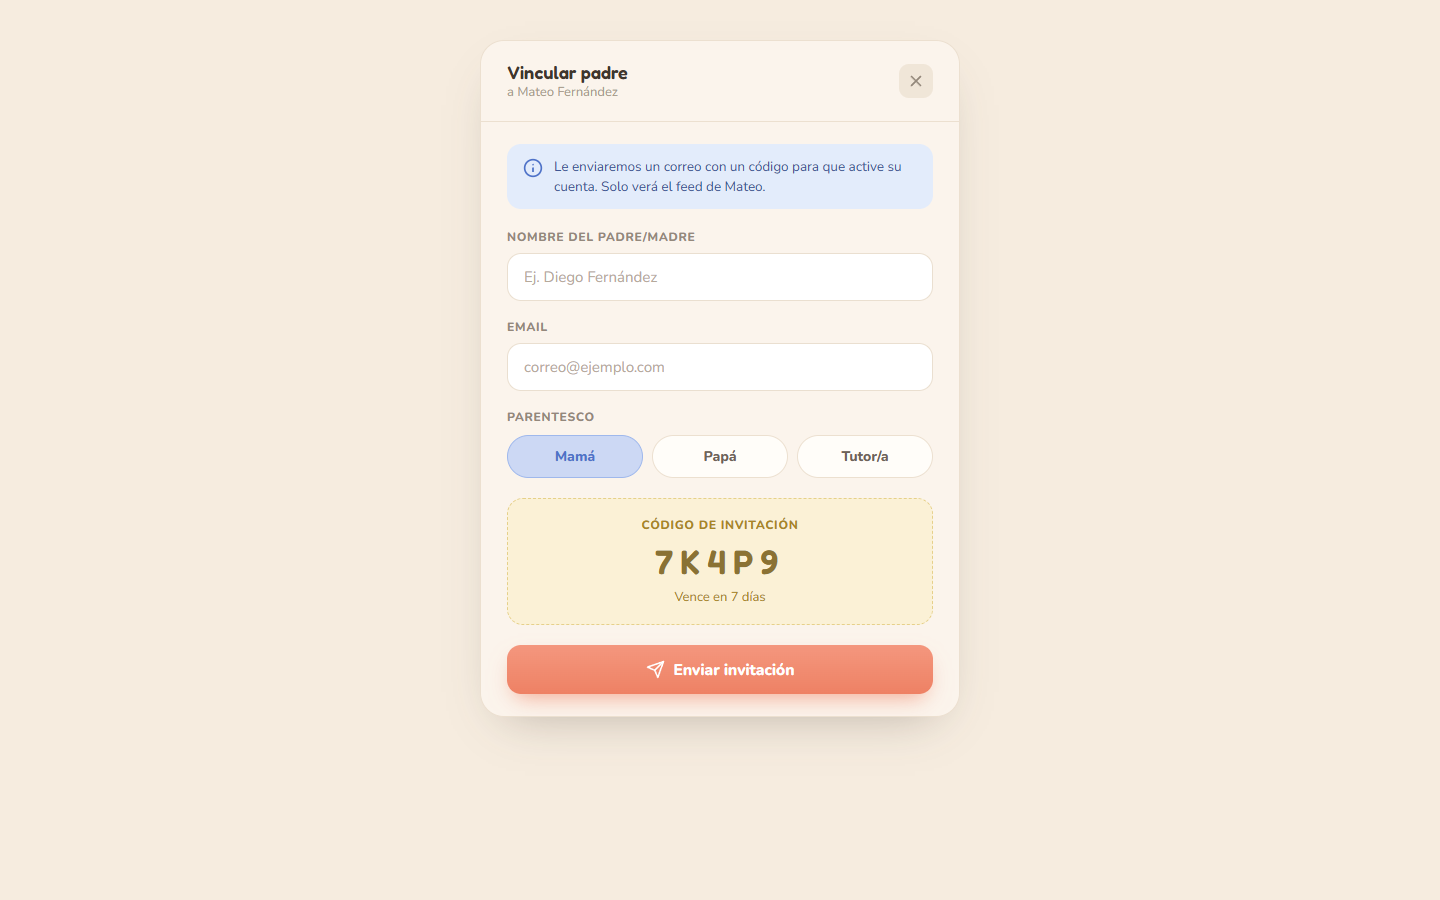 Vincular padre
a Mateo Fernández
Le enviaremos un correo con un código para que active su
cuenta. Solo verá el feed de Mateo.
NOMBRE DEL PADRE/MADRE
Ej. Diego Fernández
EMAIL
correo@ejemplo.com
PARENTESCO
Mamá Papá Tutor/a
CÓDIGO DE INVITACIÓN
7K4P9
Vence en 7 días
Enviar invitación